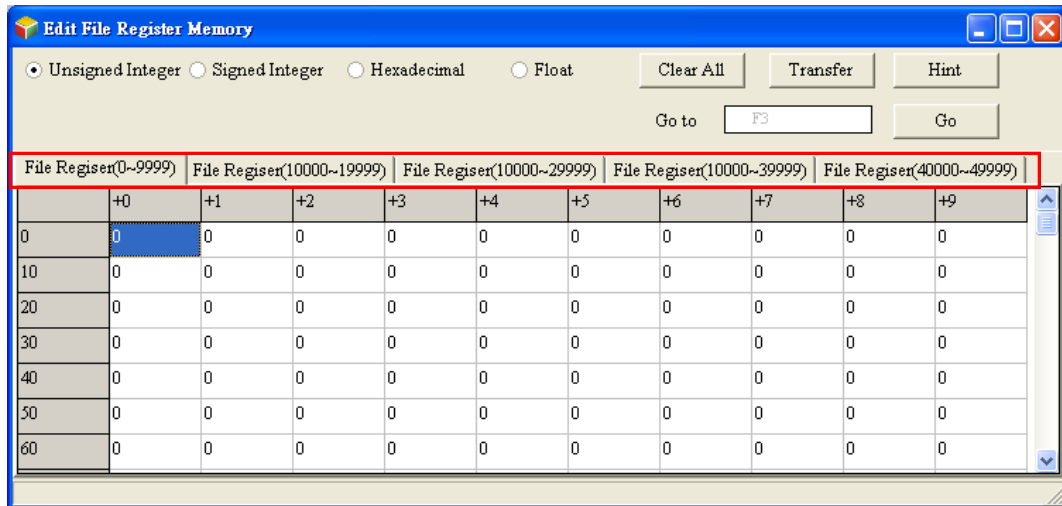 Edit File Register Memory
Unsigned Integer Signed Integer Hexadecimal Float Clear All Transfer Hint
Go to F3 Go
File Regiser(0~9999) File Regiser(10000~19999) File Regiser(10000~29999) File Regiser(10000~39999) File Regiser(40000~49999)
+0 +1 +2 +3 +4 +5 +6 +7 +8 +9
0 0 0 0 0 0 0 0 0 0 0
10 0 0 0 0 0 0 0 0 0 0
20 0 0 0 0 0 0 0 0 0 0
30 0 0 0 0 0 0 0 0 0 0
40 0 0 0 0 0 0 0 0 0 0
50 0 0 0 0 0 0 0 0 0 0
60 0 0 0 0 0 0 0 0 0 0